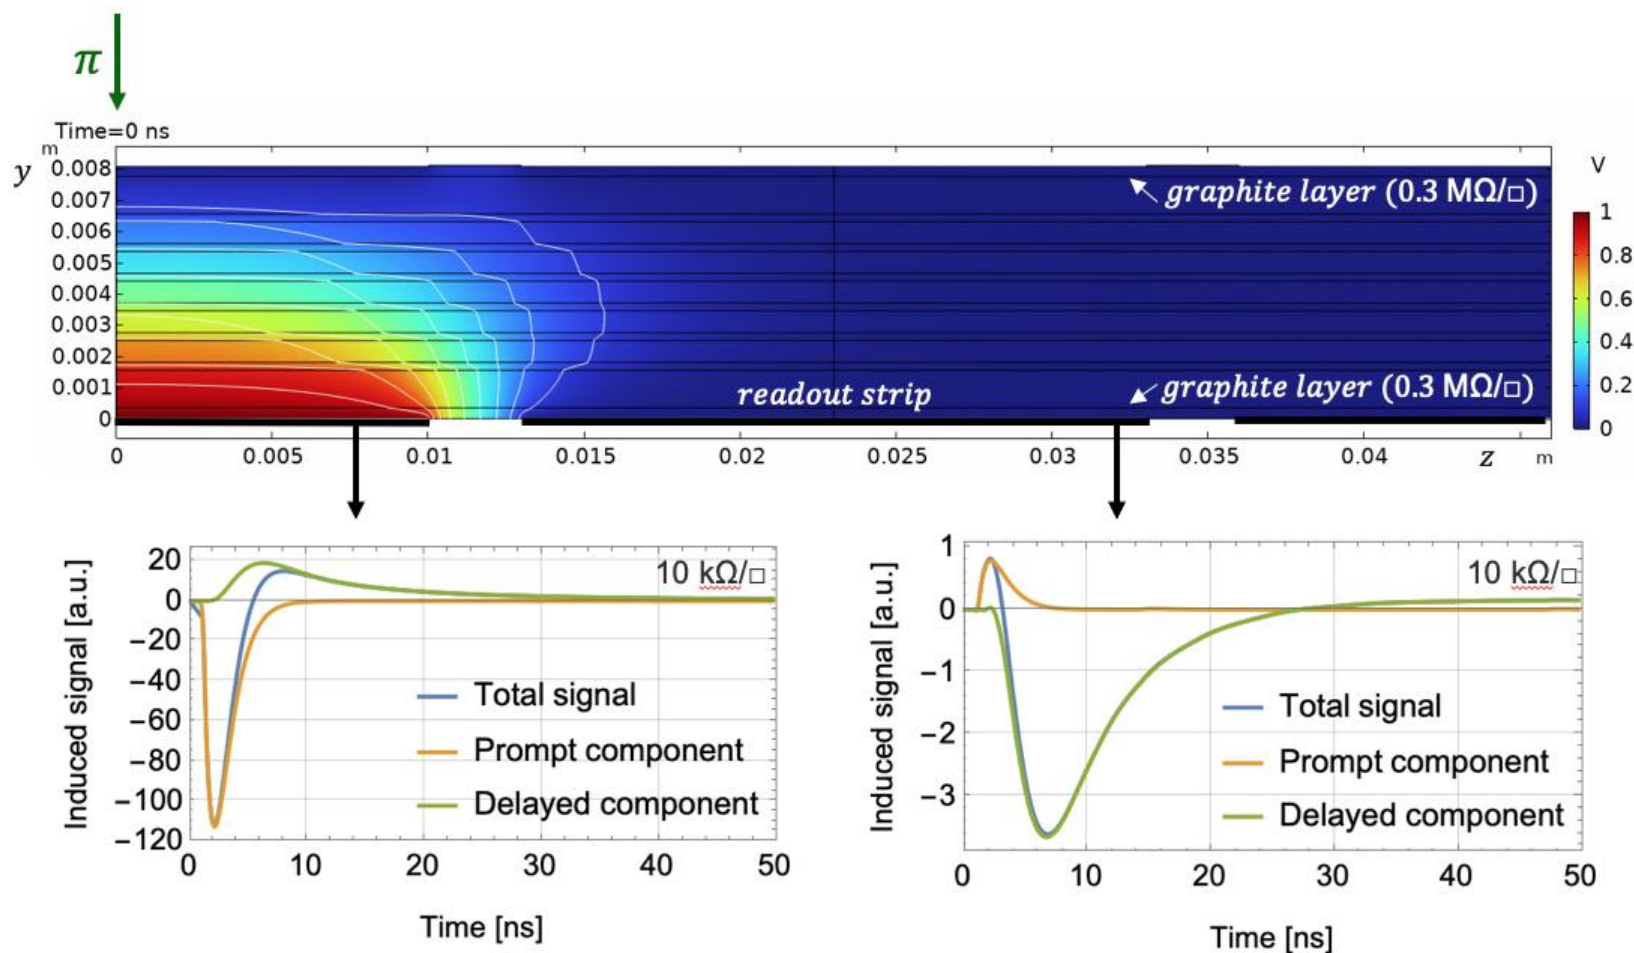 π
Time=0 ns
m
y
0.008
0.007
0.006
0.005
0.004
0.003
0.002
0.001
0
graphite layer (0.3 MΩ/□)
readout strip
graphite layer (0.3 MΩ/□)
0 0.005 0.01 0.015 0.02 0.025 0.03 0.035 0.04 z m
V
1
0.8
0.6
0.4
0.2
0
Induced signal [a.u.]
20
0
−20
−40
−60
−80
−100
−120
10 kΩ/□
Total signal
Prompt component
Delayed component
0 10 20 30 40 50
Time [ns]
Induced signal [a.u.]
1
0
−1
−2
−3
10 kΩ/□
Total signal
Prompt component
Delayed component
0 10 20 30 40 50
Time [ns]